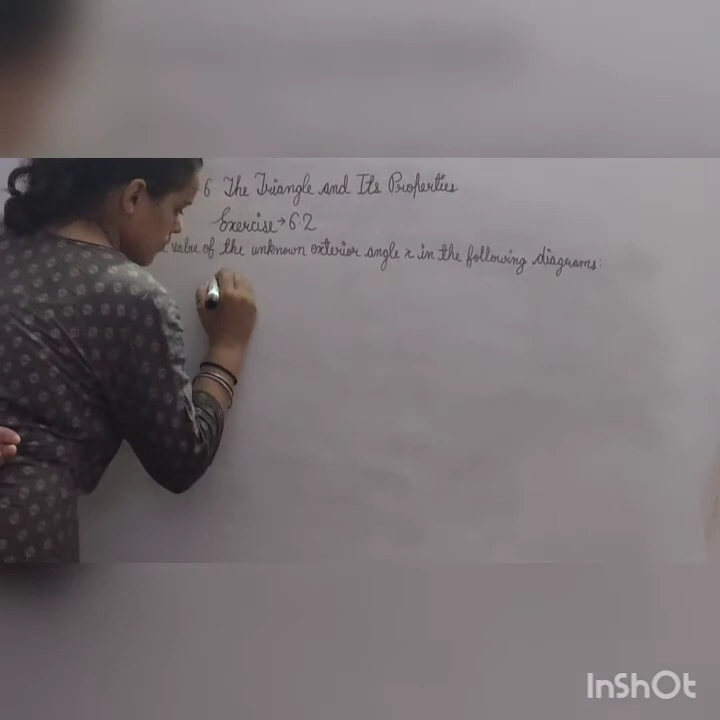 6 The Triangle and Its Properties
Exercise → 6.2
value of the unknown exterior angle x in the following diagrams:
InShOt